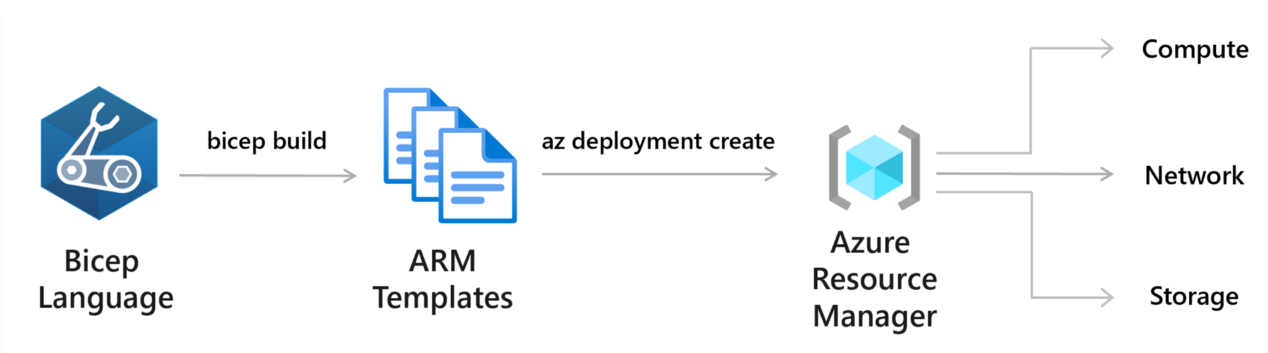 Compute
bicep build
az deployment create
Network
Bicep
Language
ARM
Templates
Azure
Resource
Manager
Storage